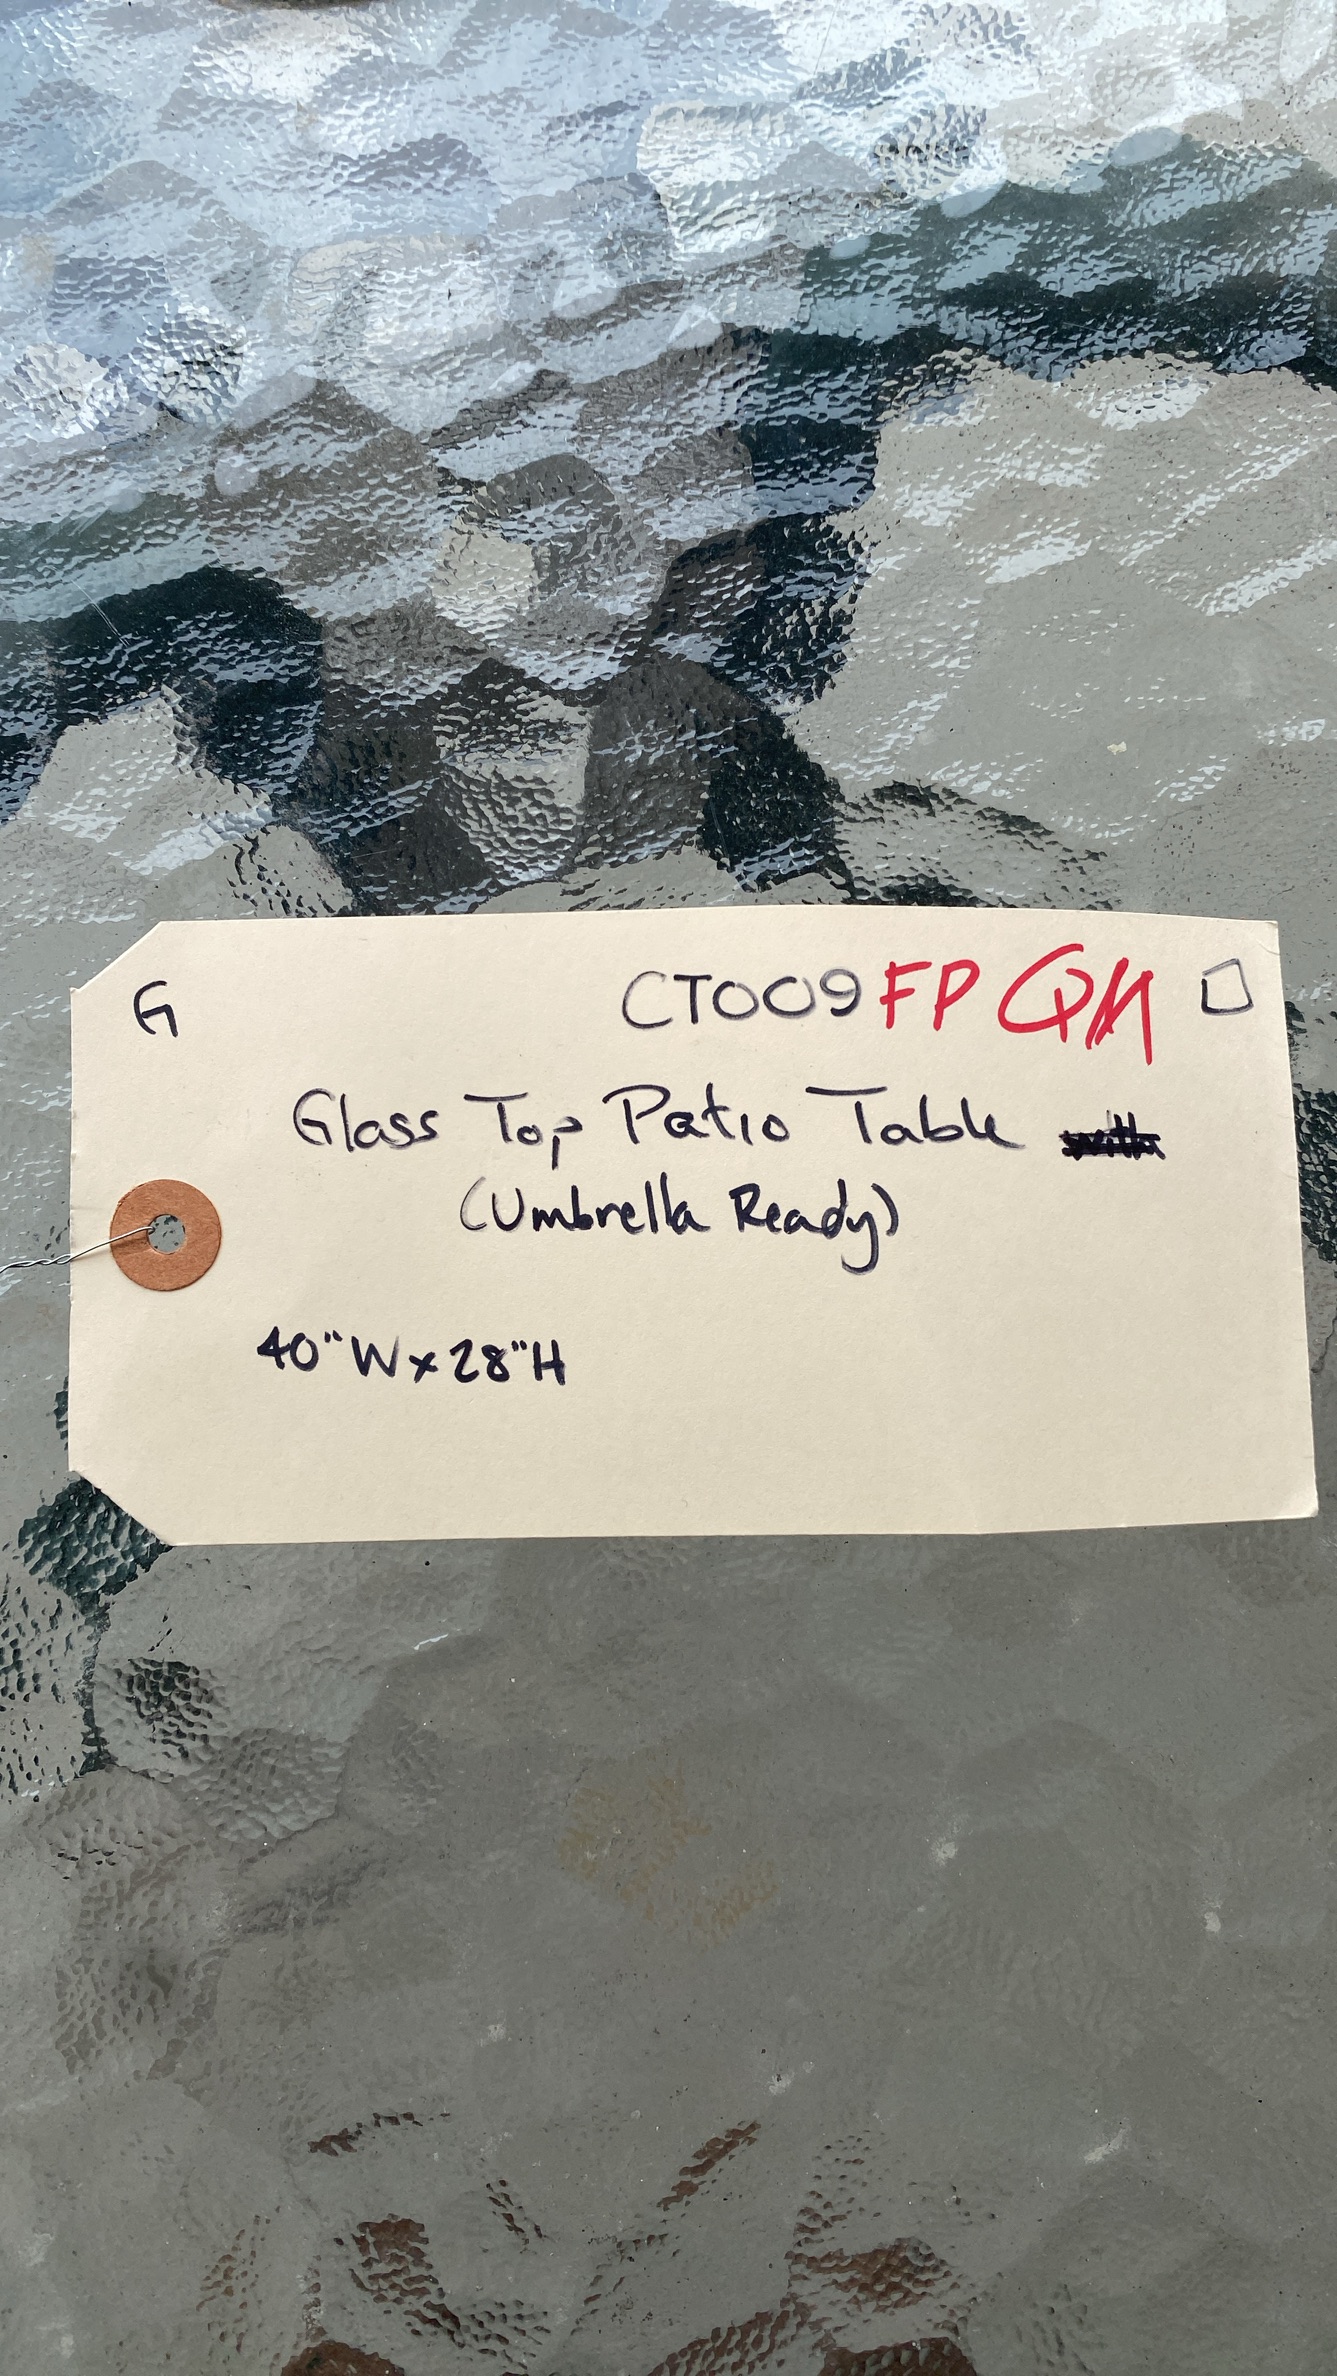 G CT009 FP QM
Glass Top Patio Table
(Umbrella Ready)
40"W x 28"H